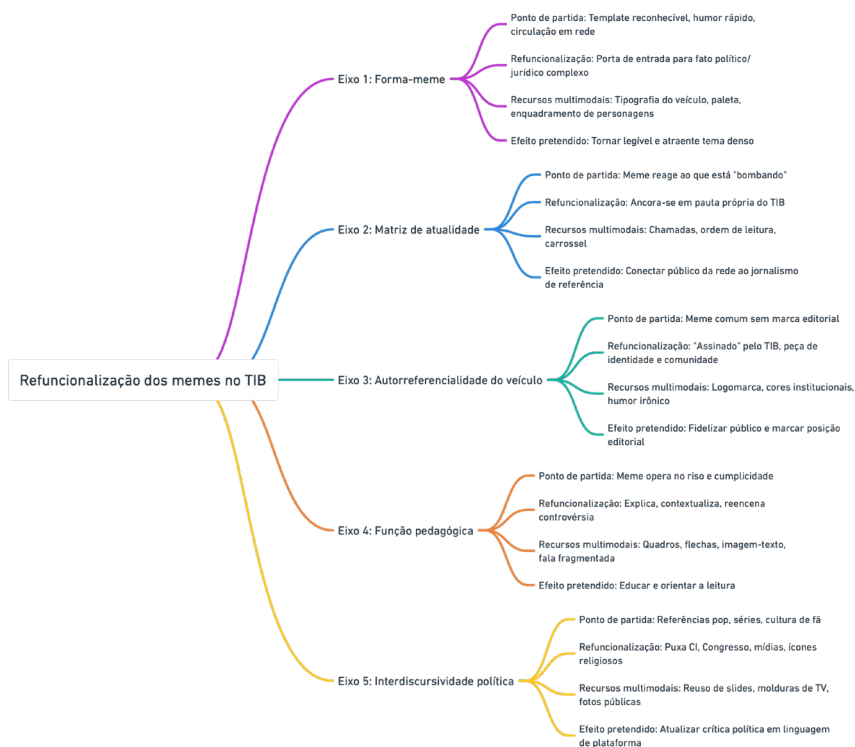 Refuncionalização dos memes no TIB
Eixo 1: Forma-meme
Ponto de partida: Template reconhecível, humor rápido,
circulação em rede
Refuncionalização: Porta de entrada para fato político/
jurídico complexo
Recursos multimodais: Tipografia do veículo, paleta,
enquadramento de personagens
Efeito pretendido: Tornar legível e atraente tema denso
Eixo 2: Matriz de atualidade
Ponto de partida: Meme reage ao que está "bombando"
Refuncionalização: Ancora-se em pauta própria do TIB
Recursos multimodais: Chamadas, ordem de leitura,
carrossel
Efeito pretendido: Conectar público da rede ao jornalismo
de referência
Eixo 3: Autorreferencialidade do veículo
Ponto de partida: Meme comum sem marca editorial
Refuncionalização: "Assinado" pelo TIB, peça de
identidade e comunidade
Recursos multimodais: Logomarca, cores institucionais,
humor irônico
Efeito pretendido: Fidelizar público e marcar posição
editorial
Eixo 4: Função pedagógica
Ponto de partida: Meme opera no riso e cumplicidade
Refuncionalização: Explica, contextualiza, reencena
controvérsia
Recursos multimodais: Quadros, flechas, imagem-texto,
fala fragmentada
Efeito pretendido: Educar e orientar a leitura
Eixo 5: Interdiscursividade política
Ponto de partida: Referências pop, séries, cultura de fã
Refuncionalização: Puxa CI, Congresso, mídias, ícones
religiosos
Recursos multimodais: Reuso de slides, molduras de TV,
fotos públicas
Efeito pretendido: Atualizar crítica política em linguagem
de plataforma